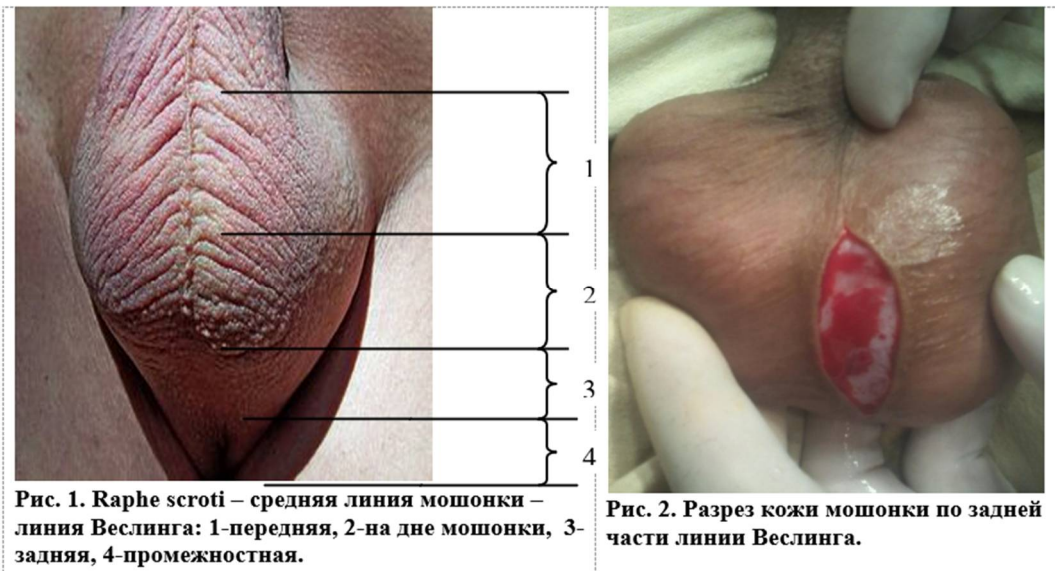 1
2
3
4
Рис. 1. Raphe scroti – средняя линия мошонки –
линия Веслинга: 1-передняя, 2-на дне мошонки, 3-
задняя, 4-промежностная.
Рис. 2. Разрез кожи мошонки по задней
части линии Веслинга.